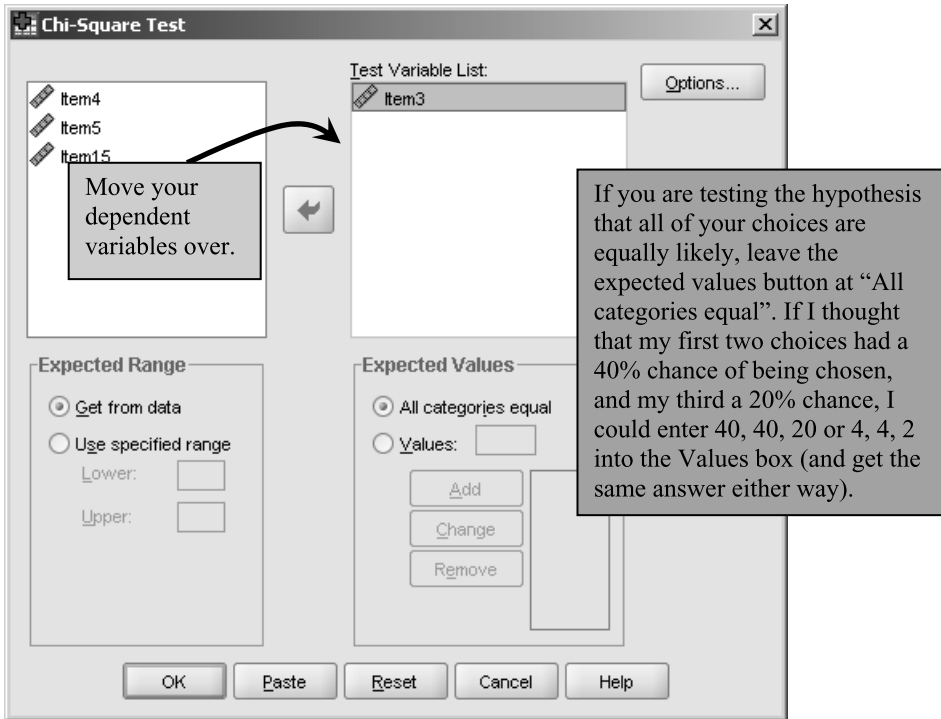 Chi-Square Test
Test Variable List:
Options...
Item4
Item5
Item15
Item3
Move your
dependent
variables over.
If you are testing the hypothesis
that all of your choices are
equally likely, leave the
expected values button at “All
categories equal”. If I thought
that my first two choices had a
40% chance of being chosen,
and my third a 20% chance, I
could enter 40, 40, 20 or 4, 4, 2
into the Values box (and get the
same answer either way).
Expected Range
Get from data
Use specified range
Lower:
Upper:
Expected Values
All categories equal
Values:
Add
Change
Remove
OK
Paste
Reset
Cancel
Help